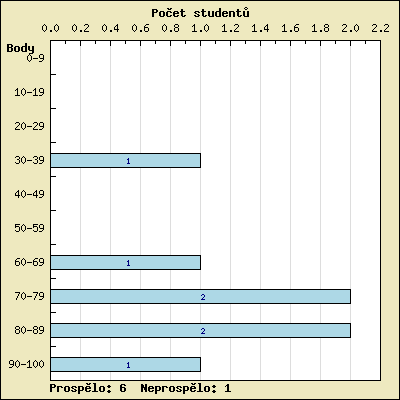 Počet studentů
0.0 0.2 0.4 0.6 0.8 1.0 1.2 1.4 1.6 1.8 2.0 2.2
Body
0-9
10-19
20-29
30-39 1
40-49
50-59
60-69 1
70-79 2
80-89 2
90-100 1
Prospělo: 6 Neprospělo: 1